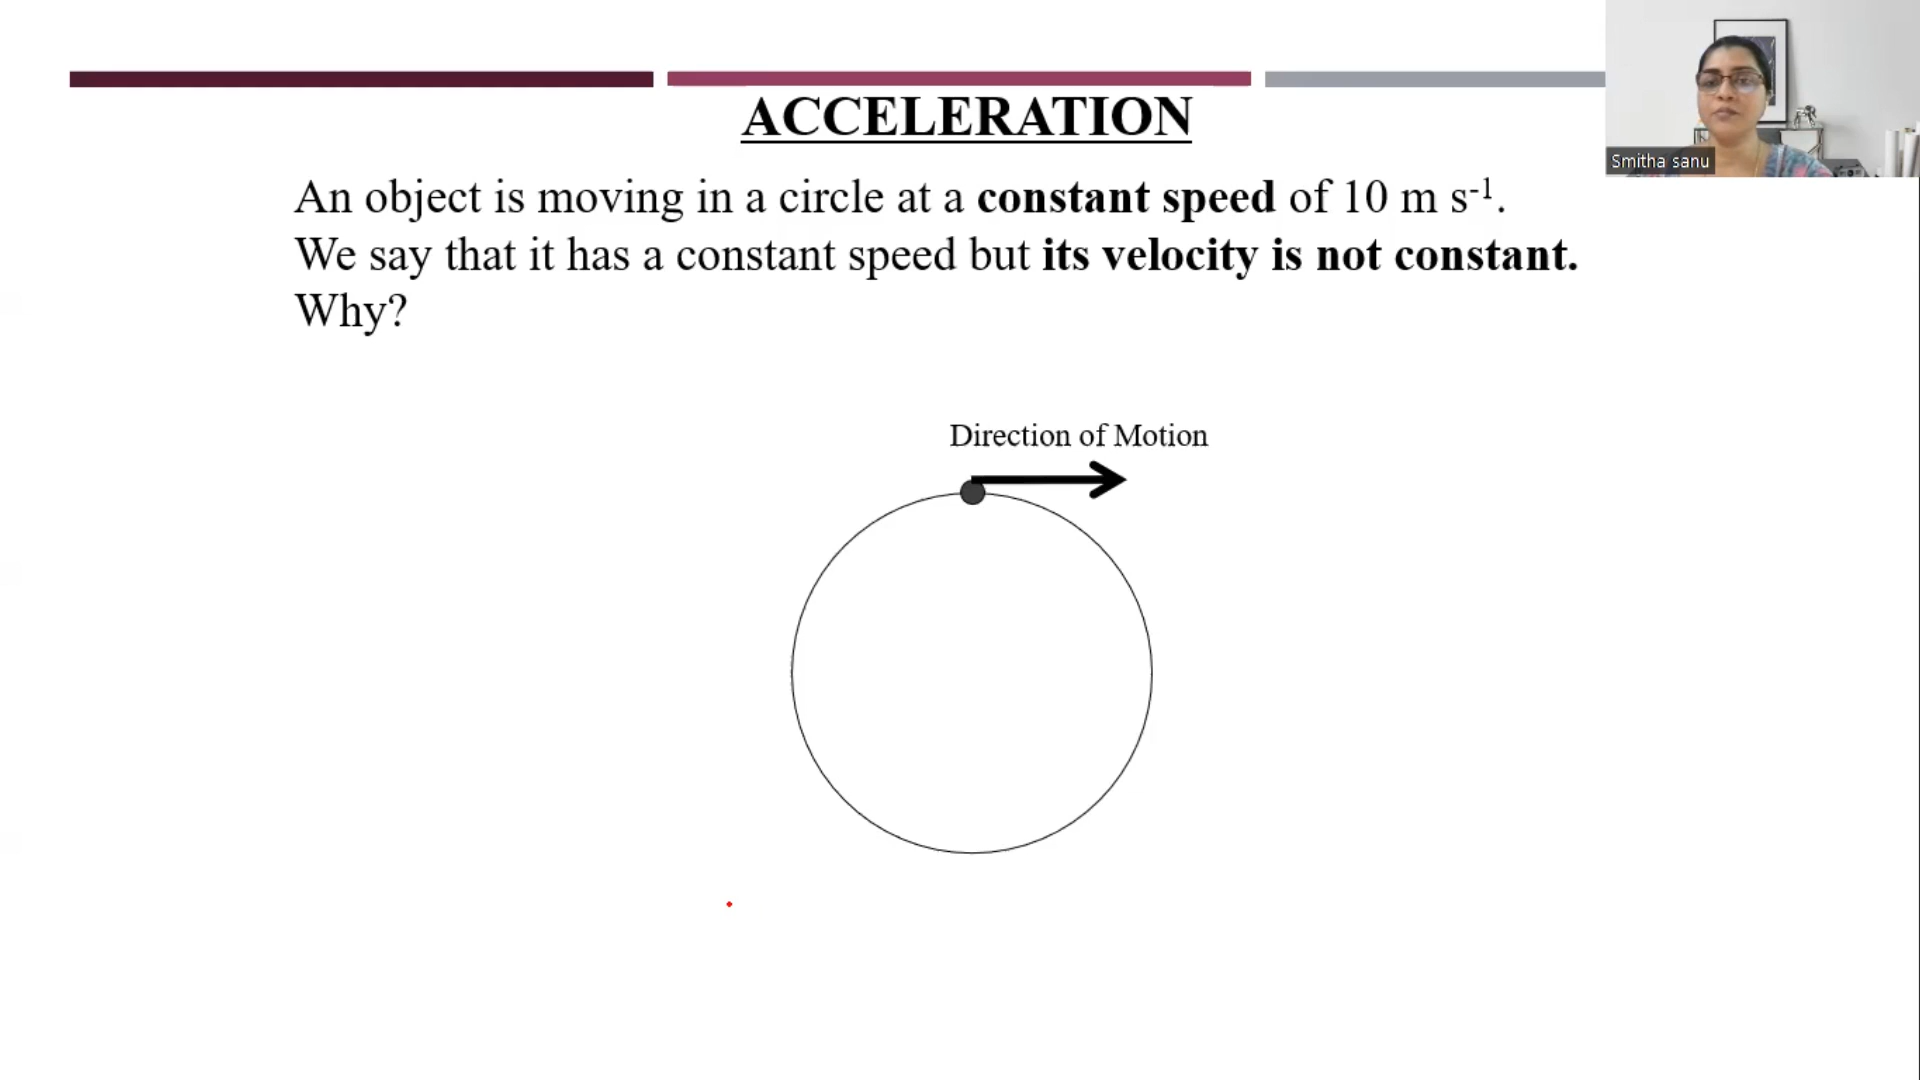 ACCELERATION
Smitha sanu
An object is moving in a circle at a constant speed of 10 m s⁻¹.
We say that it has a constant speed but its velocity is not constant.
Why?
Direction of Motion